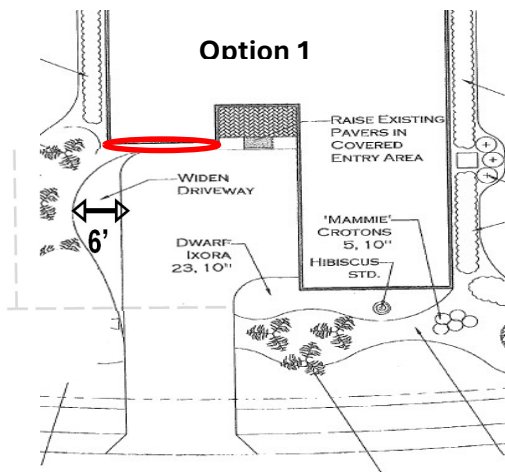 Option 1
RAISE EXISTING
PAVERS IN
COVERED
ENTRY AREA
WIDEN
DRIVEWAY
6'
'MAMMIE'
CROTONS
5, 10"
DWARF
IXORA
23, 10"
HIBISCUS
STD.